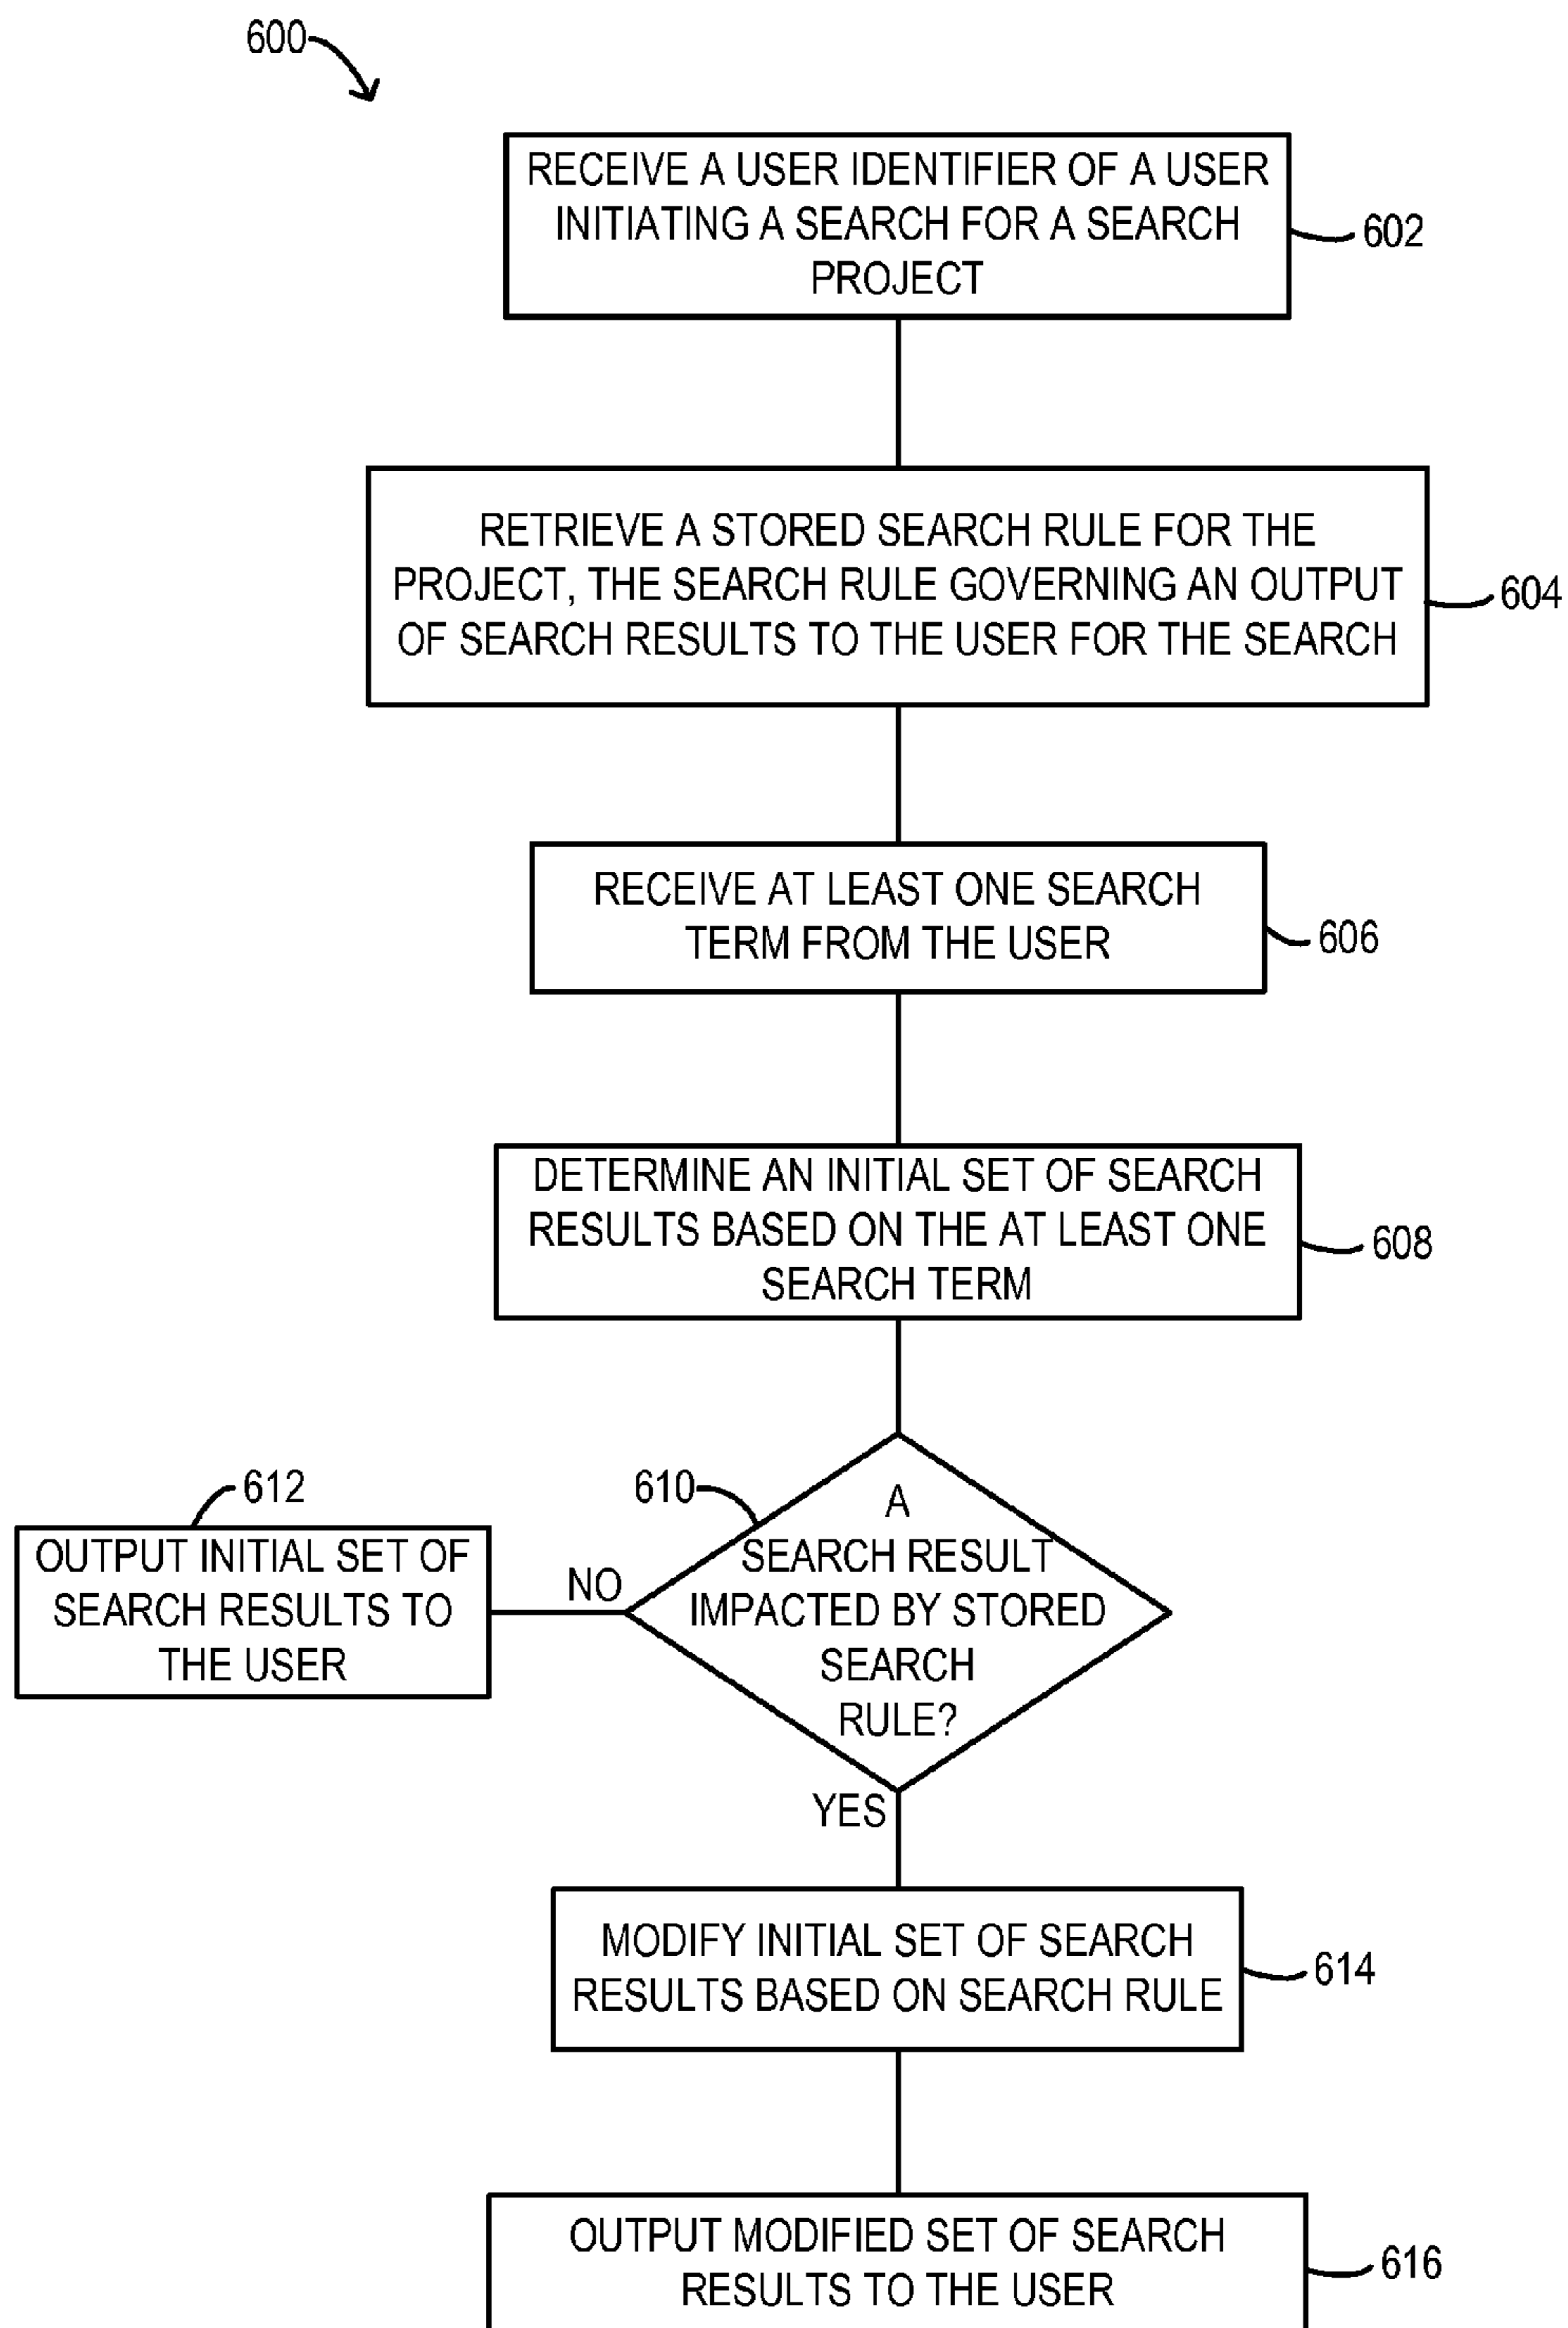 600
RECEIVE A USER IDENTIFIER OF A USER
INITIATING A SEARCH FOR A SEARCH
PROJECT
602
RETRIEVE A STORED SEARCH RULE FOR THE
PROJECT, THE SEARCH RULE GOVERNING AN OUTPUT
OF SEARCH RESULTS TO THE USER FOR THE SEARCH
604
RECEIVE AT LEAST ONE SEARCH
TERM FROM THE USER
606
DETERMINE AN INITIAL SET OF SEARCH
RESULTS BASED ON THE AT LEAST ONE
SEARCH TERM
608
610
A
SEARCH RESULT
IMPACTED BY STORED
SEARCH
RULE?
NO
612
OUTPUT INITIAL SET OF
SEARCH RESULTS TO
THE USER
YES
MODIFY INITIAL SET OF SEARCH
RESULTS BASED ON SEARCH RULE
614
OUTPUT MODIFIED SET OF SEARCH
RESULTS TO THE USER
616